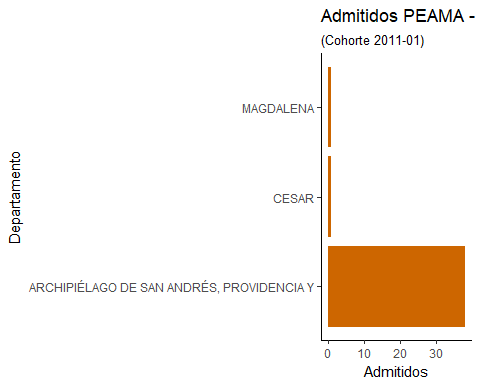 Admitidos PEAMA -
(Cohorte 2011-01)
MAGDALENA
CESAR
ARCHIPIÉLAGO DE SAN ANDRÉS, PROVIDENCIA Y
Departamento
0 10 20 30
Admitidos